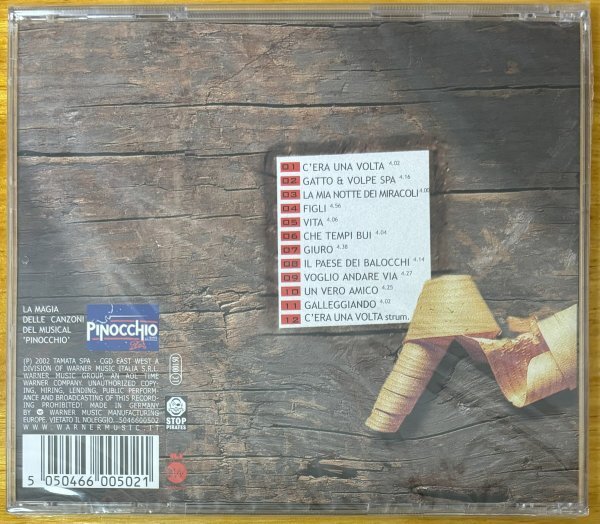 01 C'ERA UNA VOLTA 4.02
02 GATTO & VOLPE SPA 4.16
03 LA MIA NOTTE DEI MIRACOLI 4.00
04 FIGLI 4.56
05 VITA 4.06
06 CHE TEMPI BUI 4.04
07 GIURO 4.38
08 IL PAESE DEI BALOCCHI 4.14
09 VOGLIO ANDARE VIA 4.27
10 UN VERO AMICO 4.25
11 GALLEGGIANDO 4.02
12 C'ERA UNA VOLTA strum.
LA MAGIA
DELLE CANZONI
DEL MUSICAL
'PINOCCHIO'
PINOCCHIO
(P) 2002 TAMATA SPA - CGD EAST WEST A
DIVISION OF WARNER MUSIC ITALIA S.R.L.
WARNER MUSIC GROUP, AN AOL TIME
WARNER COMPANY. UNAUTHORIZED COPY-
ING, HIRING, LENDING, PUBLIC PERFORM-
ANCE AND BROADCASTING OF THIS RECORD-
ING PROHIBITED! MADE IN GERMANY
BY WARNER MUSIC MANUFACTURING
EUROPE. VIETATO IL NOLEGGIO. 5046600502
WWW.WARNERMUSIC.IT
STOP
PIRATES
5 050466 005021